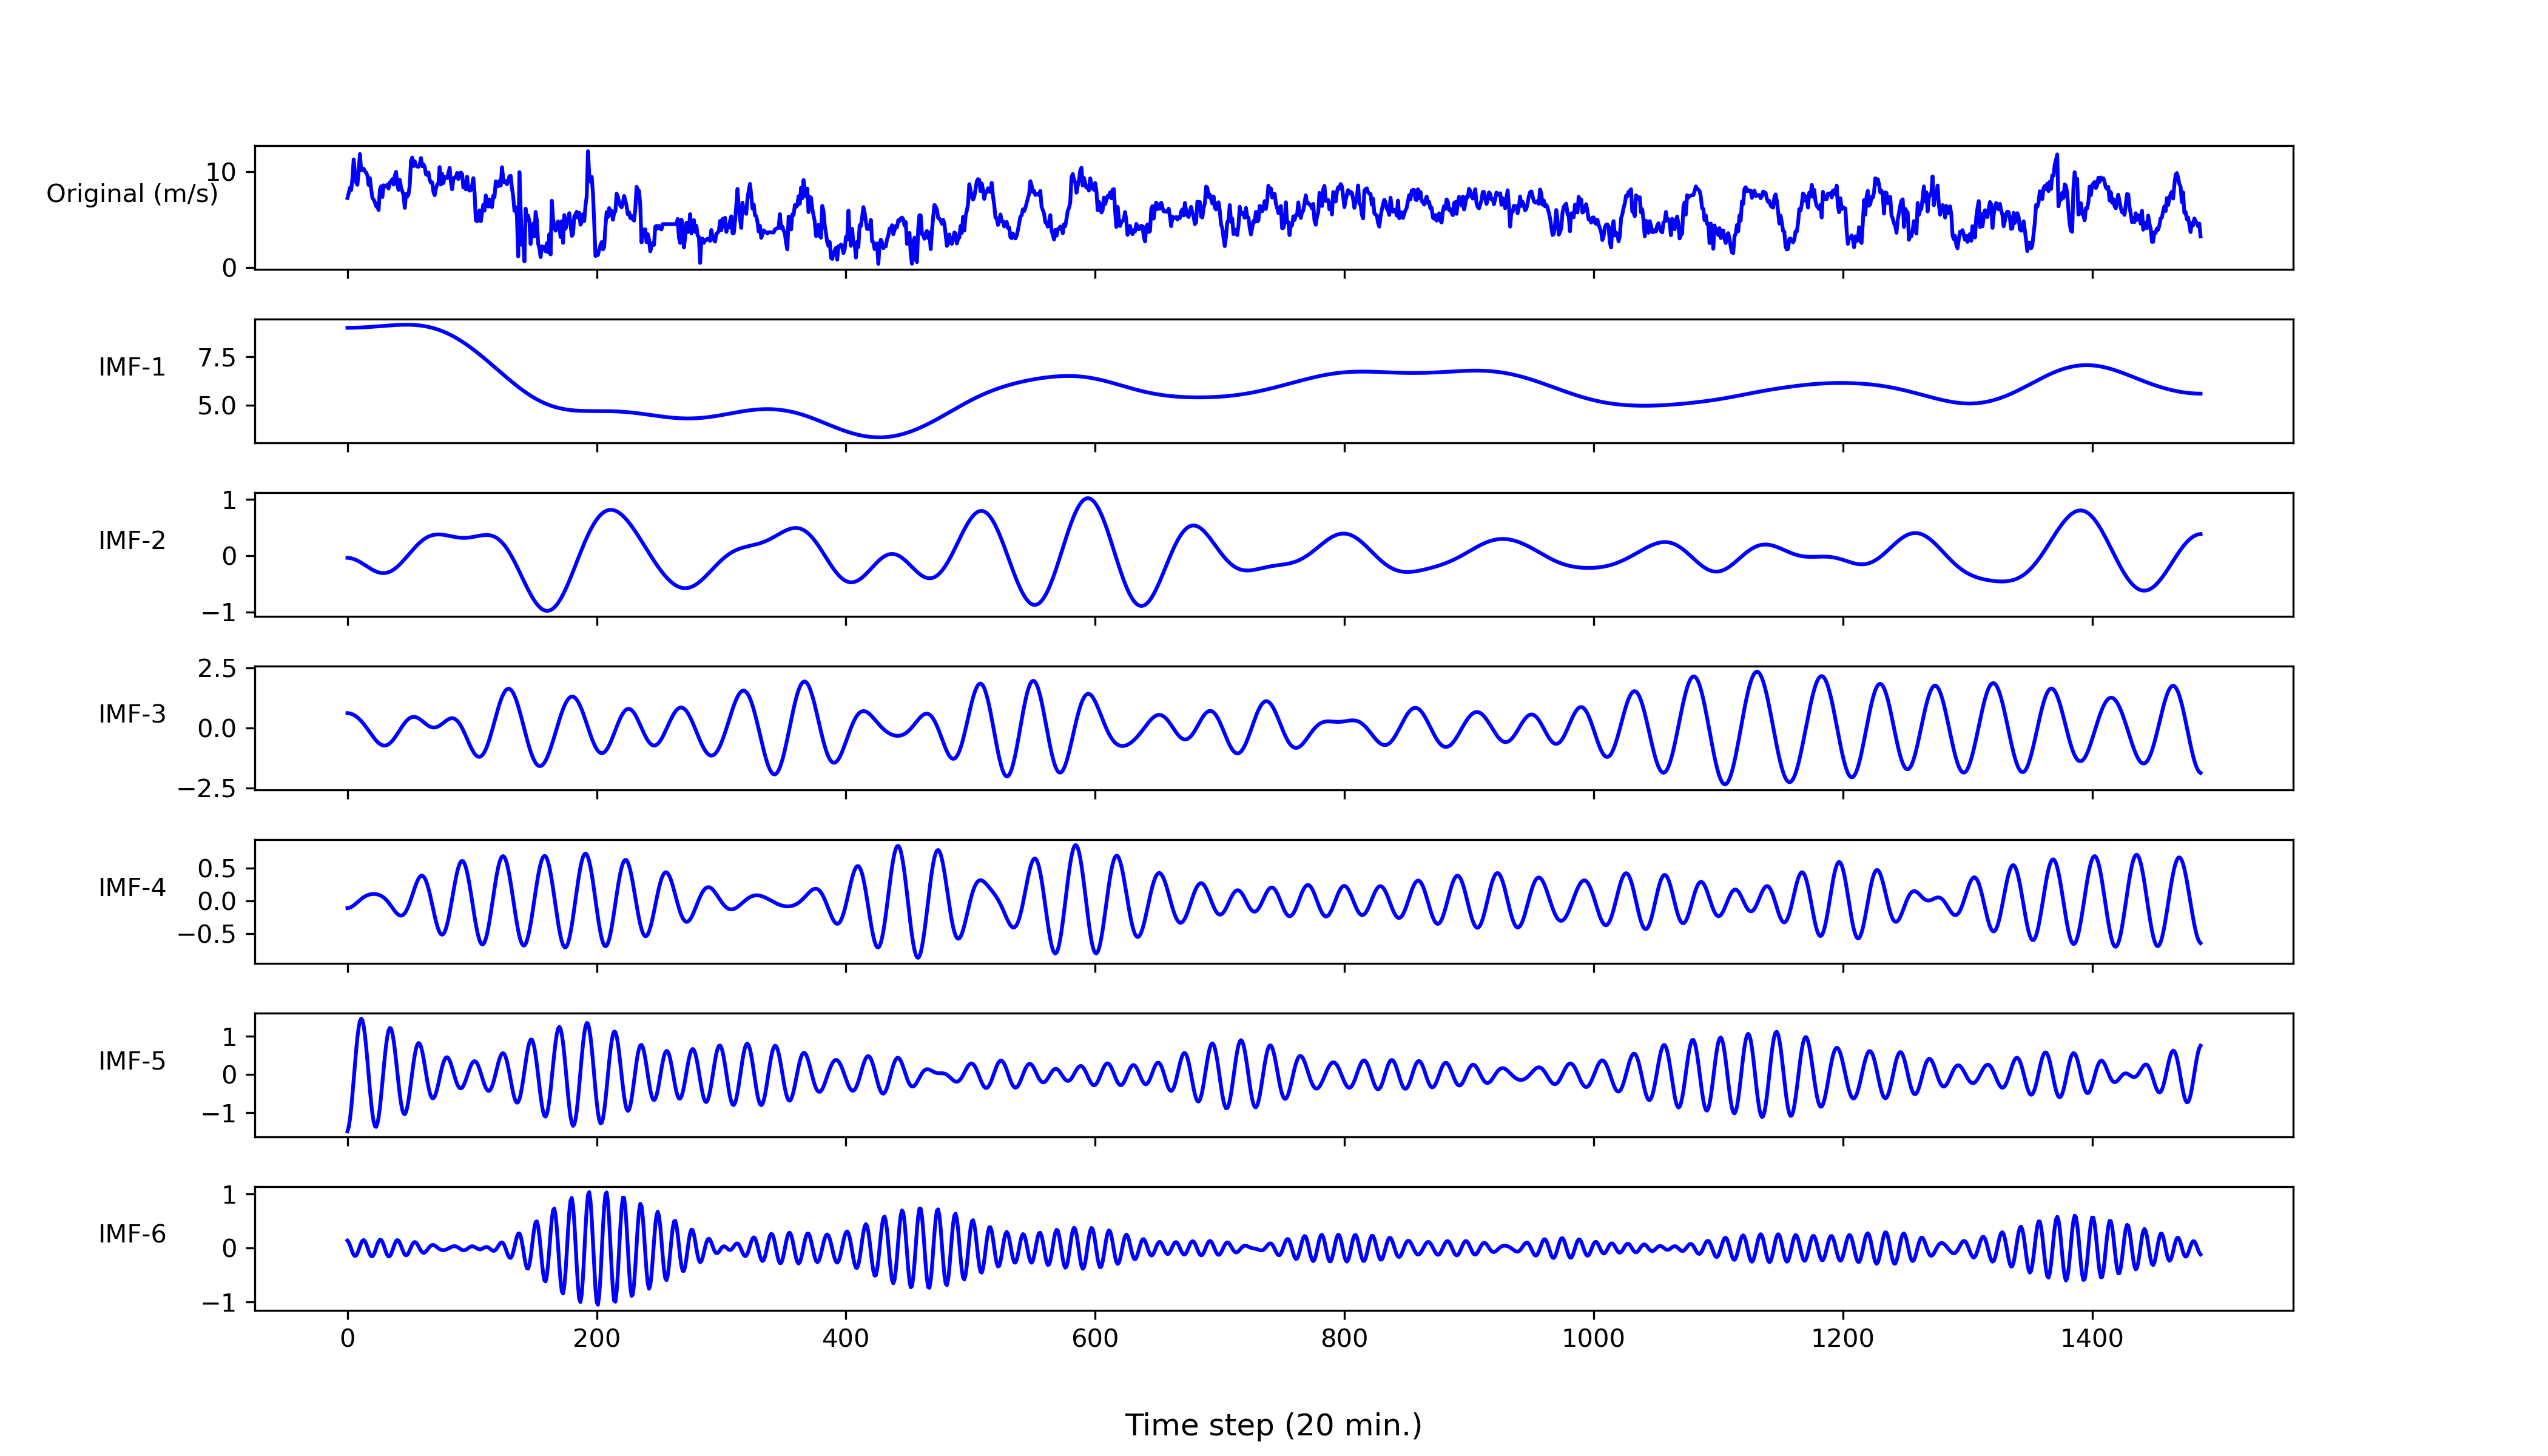 Original (m/s)
10
0
IMF-1
7.5
5.0
IMF-2
1
0
−1
IMF-3
2.5
0.0
−2.5
IMF-4
0.5
0.0
−0.5
IMF-5
1
0
−1
IMF-6
1
0
−1
0 200 400 600 800 1000 1200 1400
Time step (20 min.)